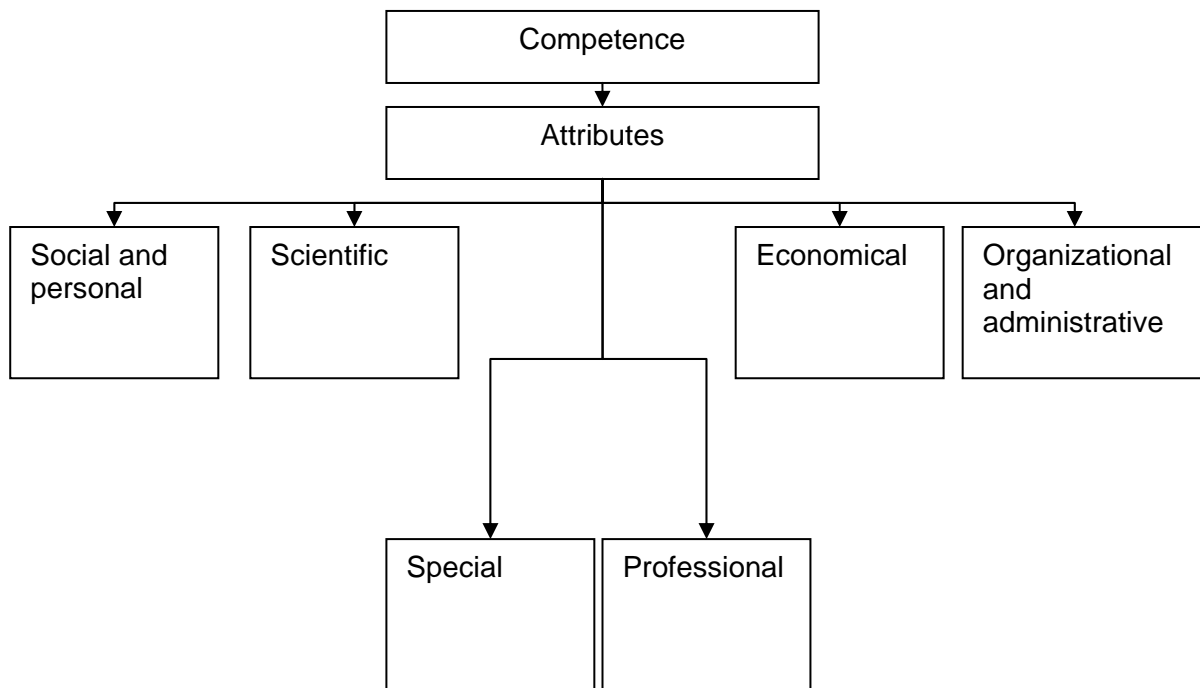 Competence
Attributes
Social and
personal
Scientific
Economical
Organizational
and
administrative
Special
Professional